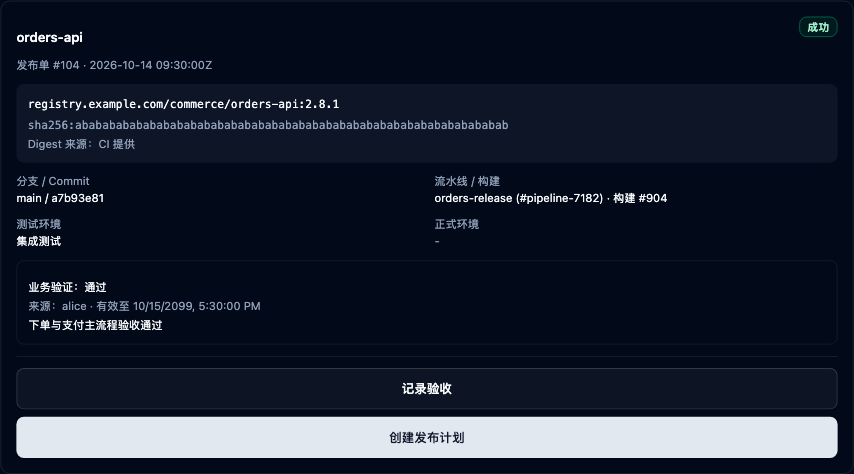 orders-api
成功
发布单 #104 · 2026-10-14 09:30:00Z
registry.example.com/commerce/orders-api:2.8.1
sha256:abababababababababababababababababababababababababababababababab
Digest 来源：CI 提供
分支 / Commit
main / a7b93e81
流水线 / 构建
orders-release (#pipeline-7182) · 构建 #904
测试环境
集成测试
正式环境
-
业务验证：通过
来源：alice · 有效至 10/15/2099, 5:30:00 PM
下单与支付主流程验收通过
记录验收
创建发布计划